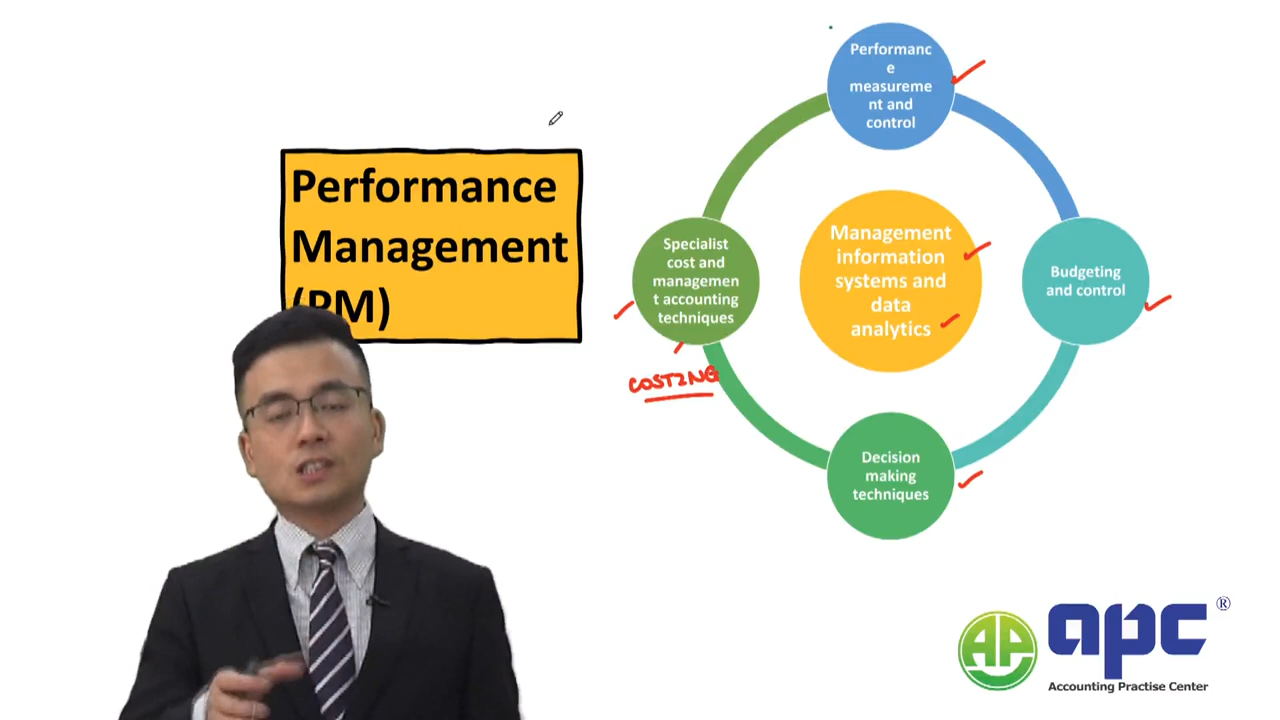 Performance
Management
(PM)
Performanc
e
measureme
nt and
control
Management
information
systems and
data
analytics
Budgeting
and control
Specialist
cost and
managemen
t accounting
techniques
COSTING
Decision
making
techniques
AP
apc ®
Accounting Practise Center